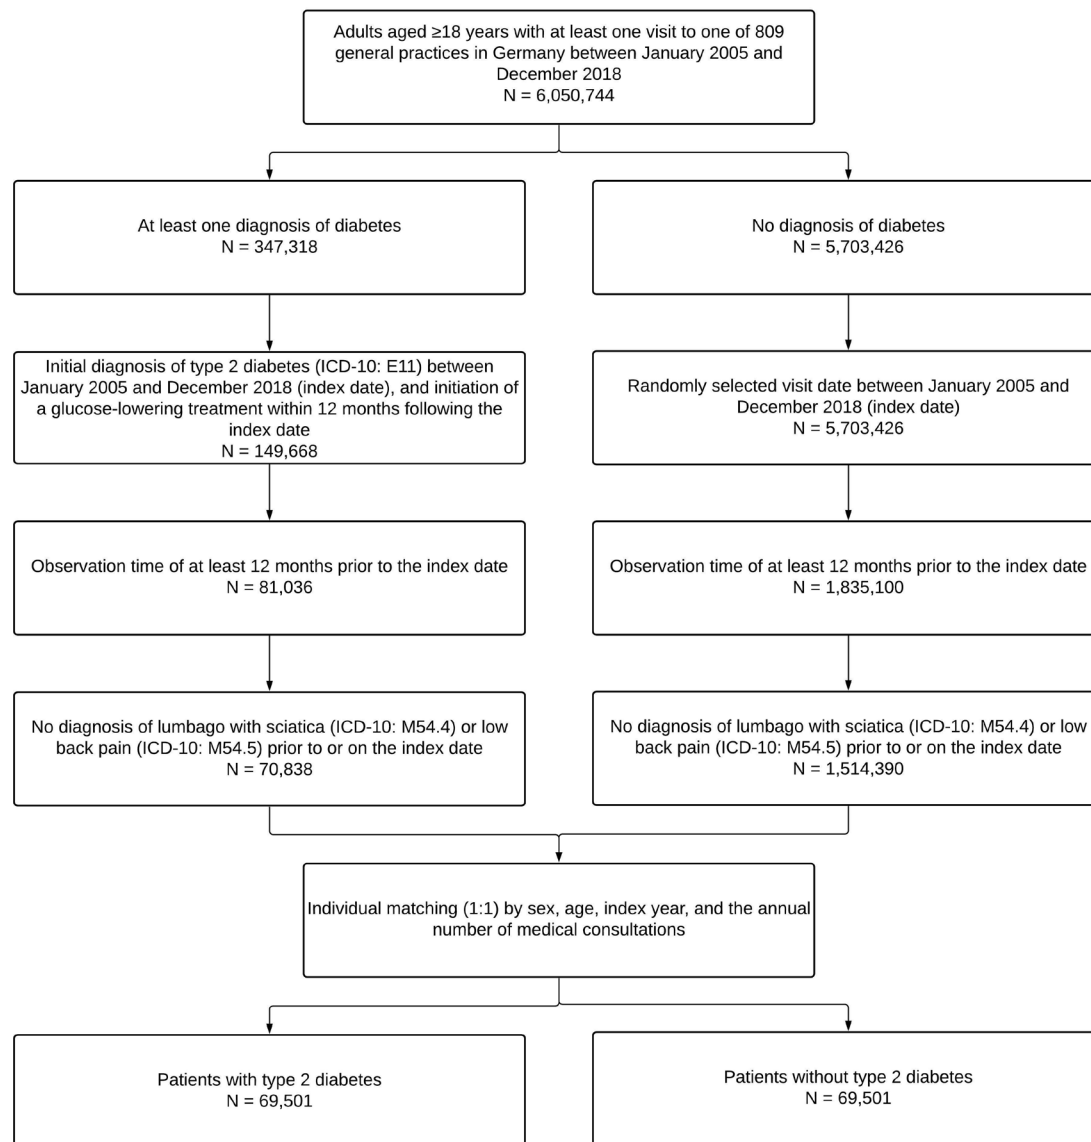 Adults aged ≥18 years with at least one visit to one of 809
general practices in Germany between January 2005 and
December 2018
N = 6,050,744
At least one diagnosis of diabetes
N = 347,318
No diagnosis of diabetes
N = 5,703,426
Initial diagnosis of type 2 diabetes (ICD-10: E11) between
January 2005 and December 2018 (index date), and initiation of
a glucose-lowering treatment within 12 months following the
index date
N = 149,668
Randomly selected visit date between January 2005 and
December 2018 (index date)
N = 5,703,426
Observation time of at least 12 months prior to the index date
N = 81,036
Observation time of at least 12 months prior to the index date
N = 1,835,100
No diagnosis of lumbago with sciatica (ICD-10: M54.4) or low
back pain (ICD-10: M54.5) prior to or on the index date
N = 70,838
No diagnosis of lumbago with sciatica (ICD-10: M54.4) or low
back pain (ICD-10: M54.5) prior to or on the index date
N = 1,514,390
Individual matching (1:1) by sex, age, index year, and the annual
number of medical consultations
Patients with type 2 diabetes
N = 69,501
Patients without type 2 diabetes
N = 69,501